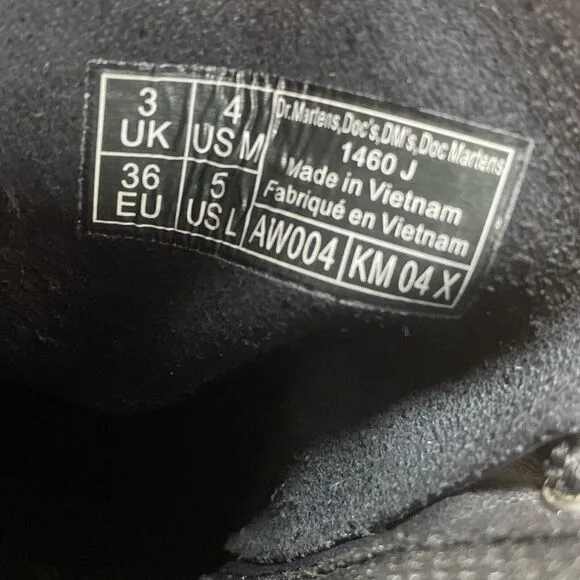 3
UK
4
US M
36
EU
5
US L
Dr.Martens,Doc's,DM's,Doc Martens
1460 J
Made in Vietnam
Fabriqué en Vietnam
AW004
KM 04 X